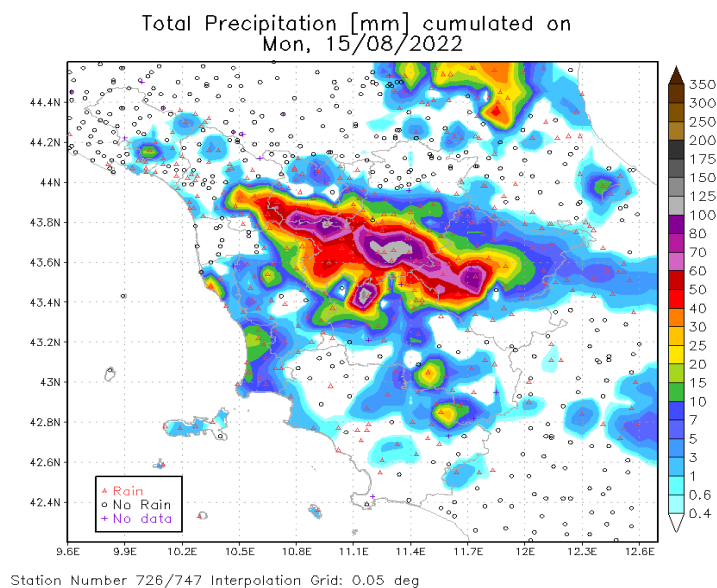 Total Precipitation [mm] cumulated on
Mon, 15/08/2022
44.4N
44.2N
44N
43.8N
43.6N
43.4N
43.2N
43N
42.8N
42.6N
42.4N
9.6E 9.9E 10.2E 10.5E 10.8E 11.1E 11.4E 11.7E 12E 12.3E 12.6E
350
300
250
200
175
150
125
100
80
70
60
50
40
30
25
20
15
10
7
5
3
1
0.6
0.4
Rain
No Rain
No data
Station Number 726/747 Interpolation Grid: 0.05 deg